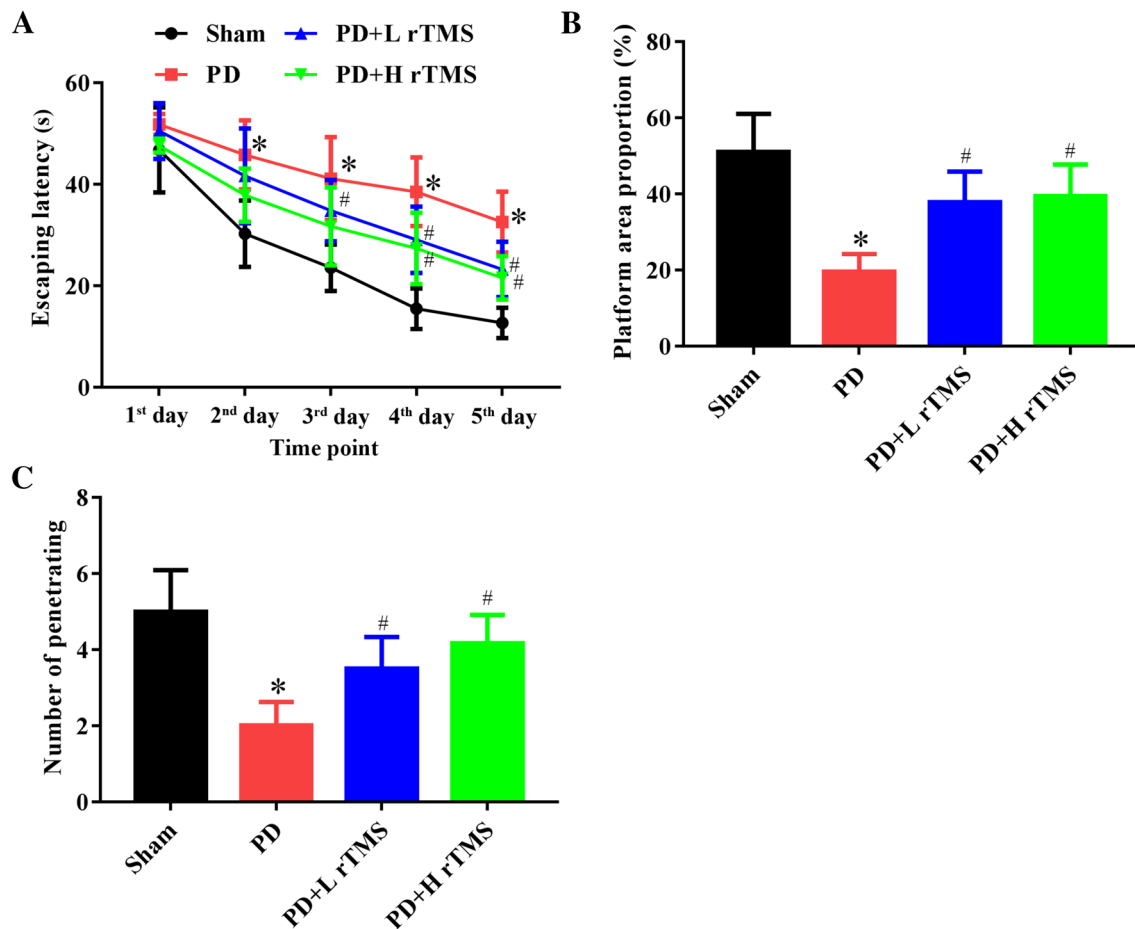 A
Sham
PD+L rTMS
PD
PD+H rTMS
Escaping latency (s)
60
40
20
0
* * * *
# # # # #
1st day 2nd day 3rd day 4th day 5th day
Time point
B
Platform area proportion (%)
80
60
40
20
0
* # #
Sham PD PD+L rTMS PD+H rTMS
C
Number of penetrating
8
6
4
2
0
* # #
Sham PD PD+L rTMS PD+H rTMS